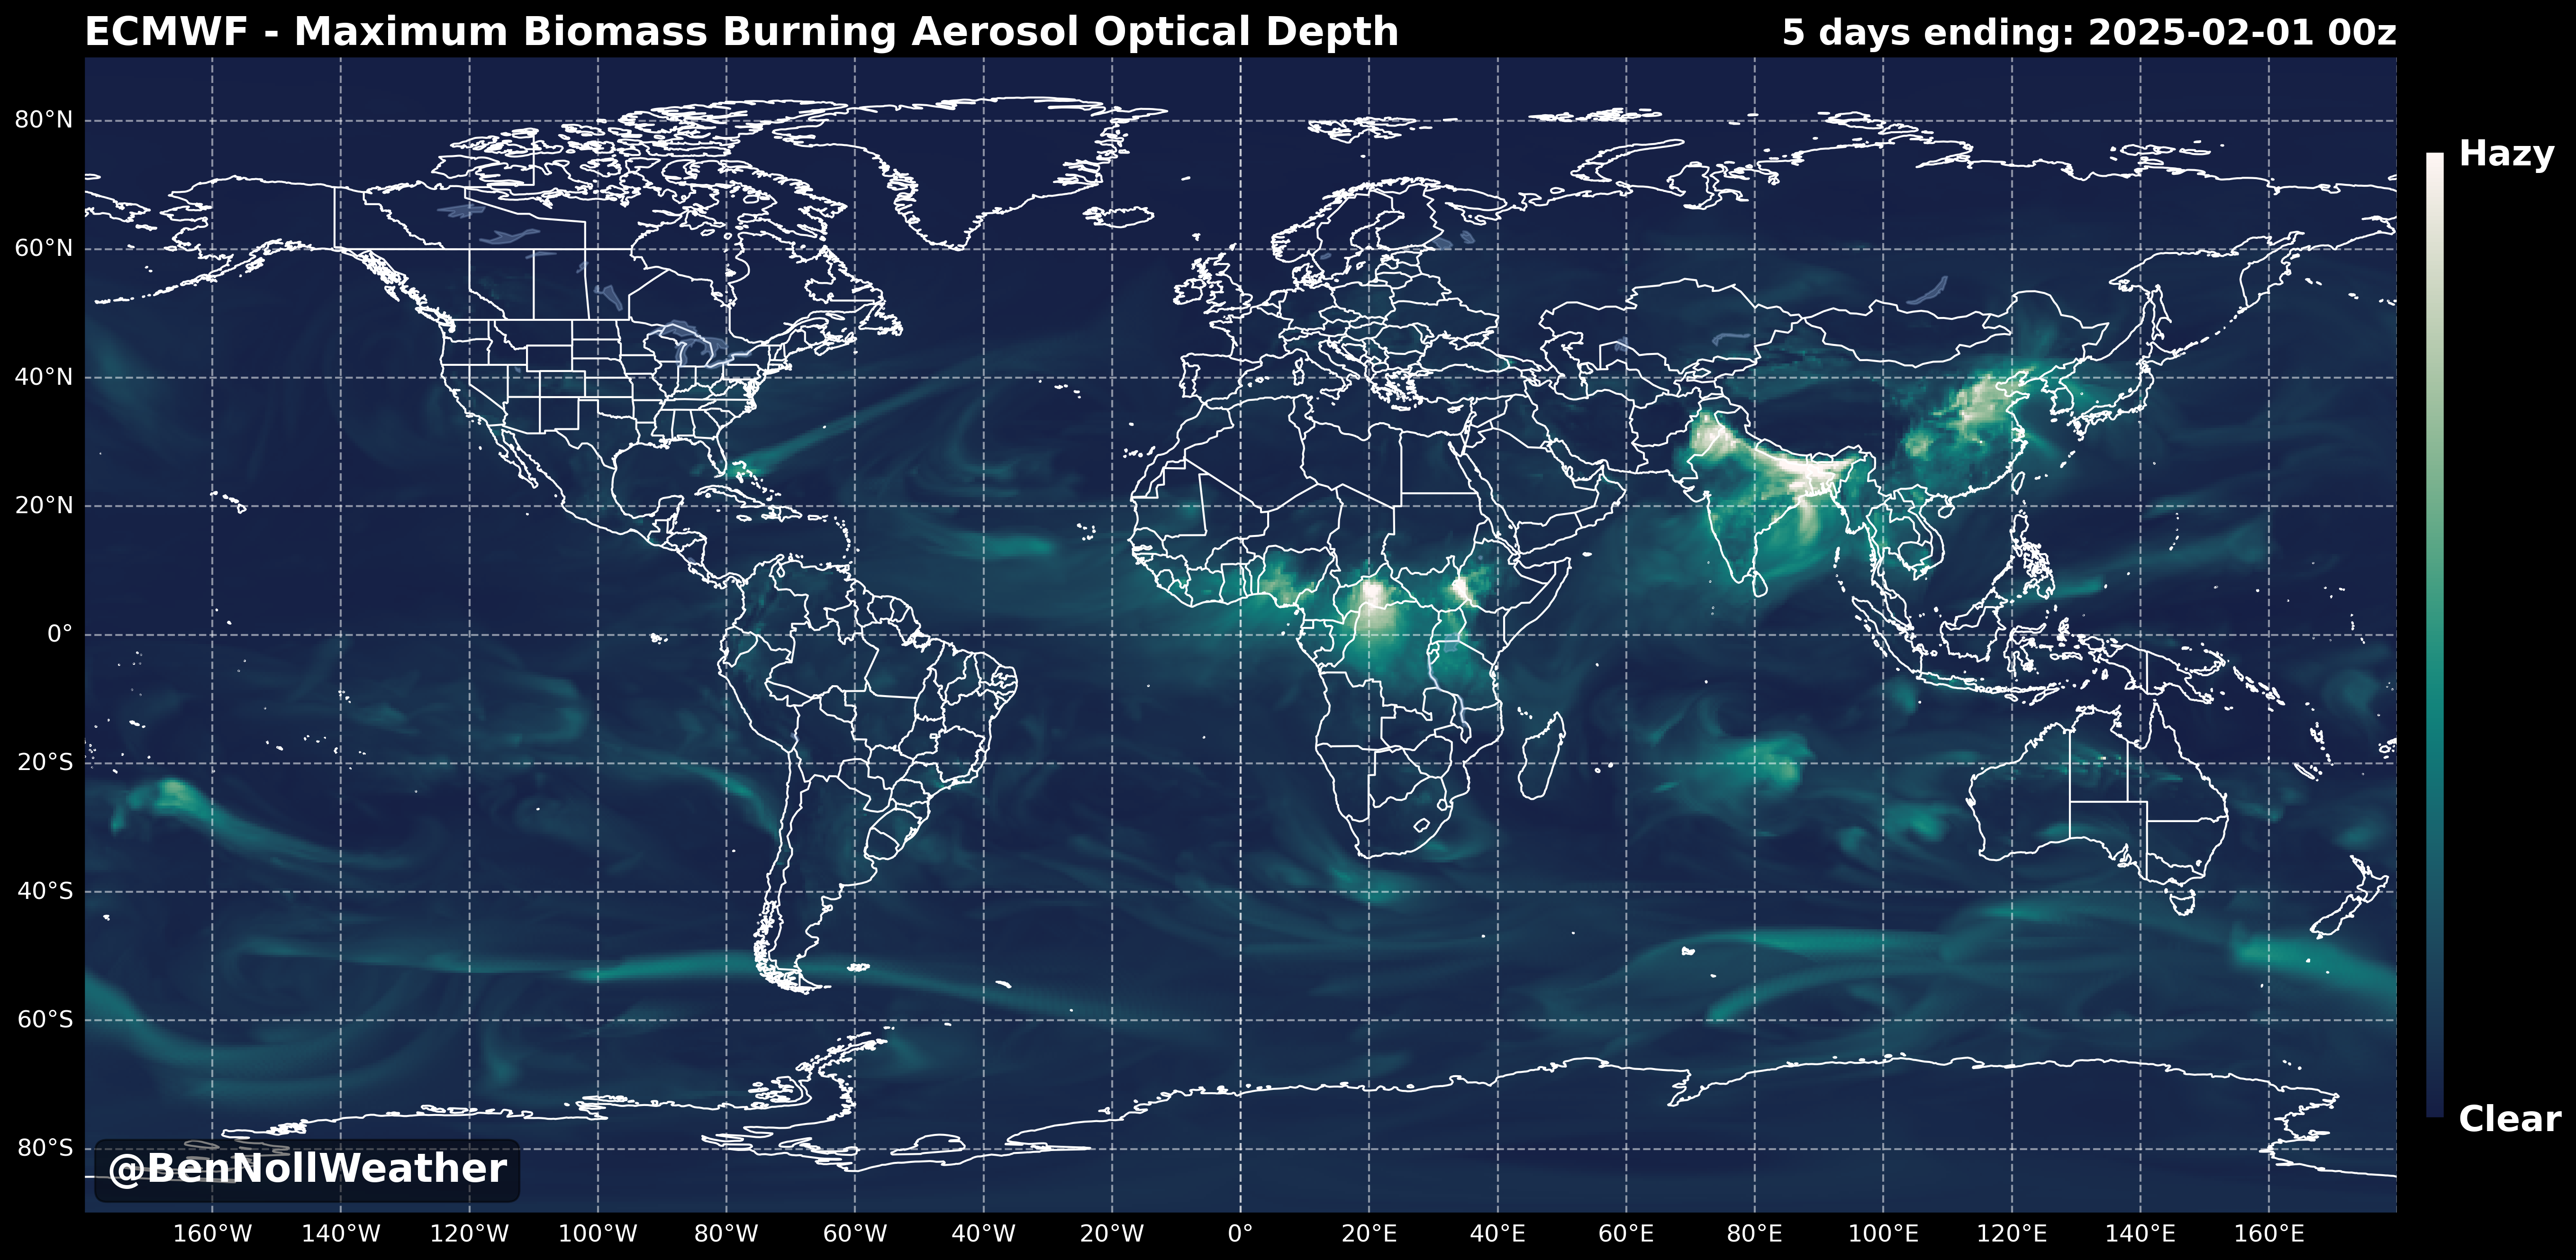 ECMWF - Maximum Biomass Burning Aerosol Optical Depth
5 days ending: 2025-02-01 00z
80°N
60°N
40°N
20°N
0°
20°S
40°S
60°S
80°S
160°W 140°W 120°W 100°W 80°W 60°W 40°W 20°W 0° 20°E 40°E 60°E 80°E 100°E 120°E 140°E 160°E
Hazy
Clear
@BenNollWeather